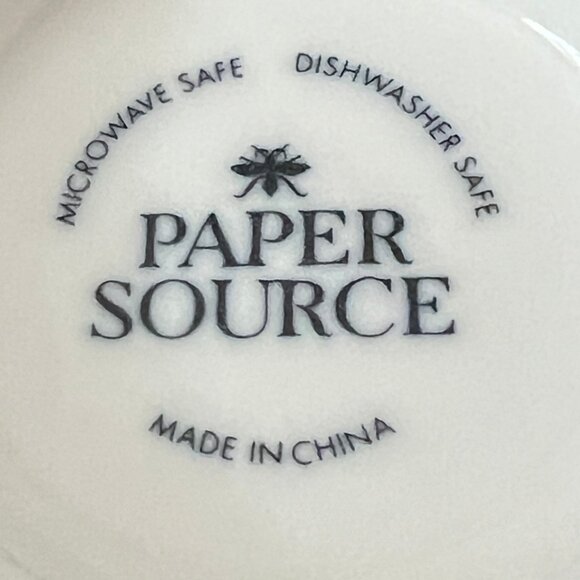 MICROWAVE SAFE
DISHWASHER SAFE
PAPER
SOURCE
MADE IN CHINA